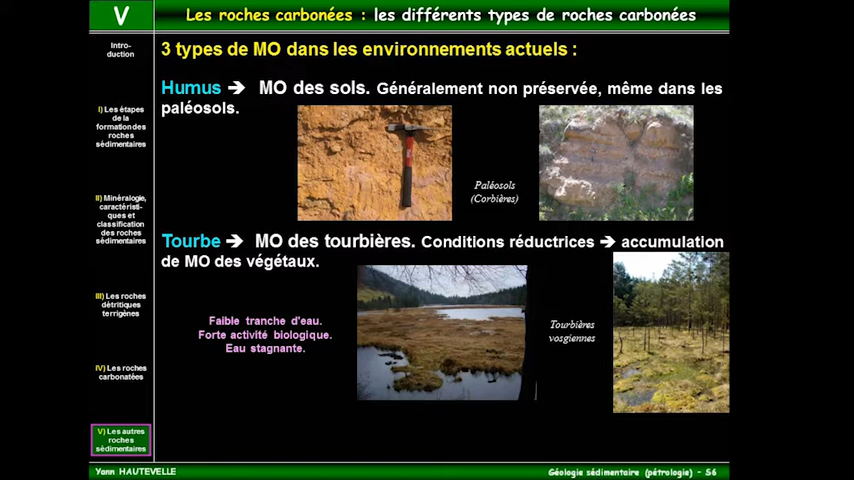 V
Les roches carbonées : les différents types de roches carbonées
Intro-
duction
I) Les étapes
de la
formation des
roches
sédimentaires
II) Minéralogie,
caractéristi-
ques et
classification
des roches
sédimentaires
III) Les roches
détritiques
terrigènes
IV) Les roches
carbonatées
V) Les autres
roches
sédimentaires
3 types de MO dans les environnements actuels :
Humus ➔ MO des sols. Généralement non préservée, même dans les
paléosols.
Paléosols
(Corbières)
Tourbe ➔ MO des tourbières. Conditions réductrices ➔ accumulation
de MO des végétaux.
Faible tranche d'eau.
Forte activité biologique.
Eau stagnante.
Tourbières
vosgiennes
Yann HAUTEVELLE
Géologie sédimentaire (pétrologie) - 56